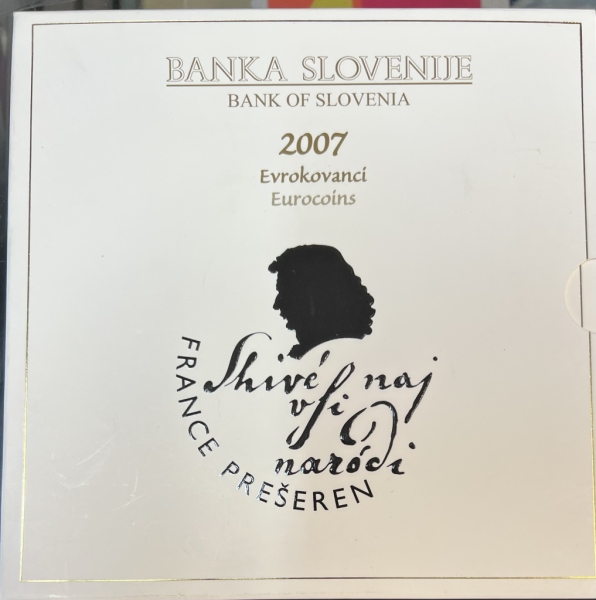 BANKA SLOVENIJE
BANK OF SLOVENIA
2007
Evrokovanci
Eurocoins
Shivé naj
vſi
naródi
FRANCE PREŠEREN